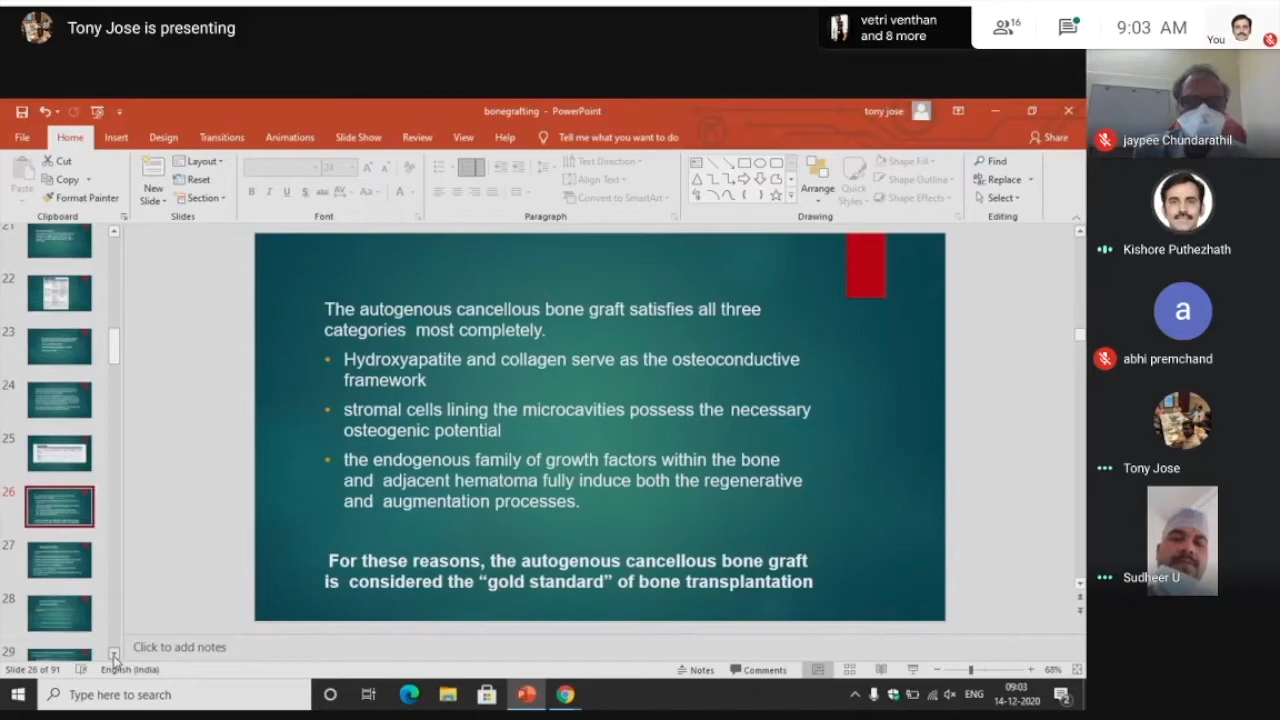 Tony Jose is presenting
vetri venthan
and 8 more
16
9:03 AM
You
bonegrafting - PowerPoint
tony jose
File Home Insert Design Transitions Animations Slide Show Review View Help Tell me what you want to do Share
Paste
Cut
Copy
Format Painter
Clipboard
New
Slide
Layout
Reset
Section
Slides
24
B I U S abc AV Aa A
Font
Text Direction
Align Text
Convert to SmartArt
Paragraph
Arrange
Quick
Styles
Shape Fill
Shape Outline
Shape Effects
Drawing
Find
Replace
Select
Editing
21
22
23
24
25
26
27
28
29
The autogenous cancellous bone graft satisfies all three
categories most completely.
• Hydroxyapatite and collagen serve as the osteoconductive
framework
• stromal cells lining the microcavities possess the necessary
osteogenic potential
• the endogenous family of growth factors within the bone
and adjacent hematoma fully induce both the regenerative
and augmentation processes.
For these reasons, the autogenous cancellous bone graft
is considered the “gold standard” of bone transplantation
Click to add notes
Slide 26 of 91
English (India)
Notes
Comments
68%
Type here to search
ENG
09:03
14-12-2020
2
jaypee Chundarathil
Kishore Puthezhath
a
abhi premchand
Tony Jose
Sudheer U